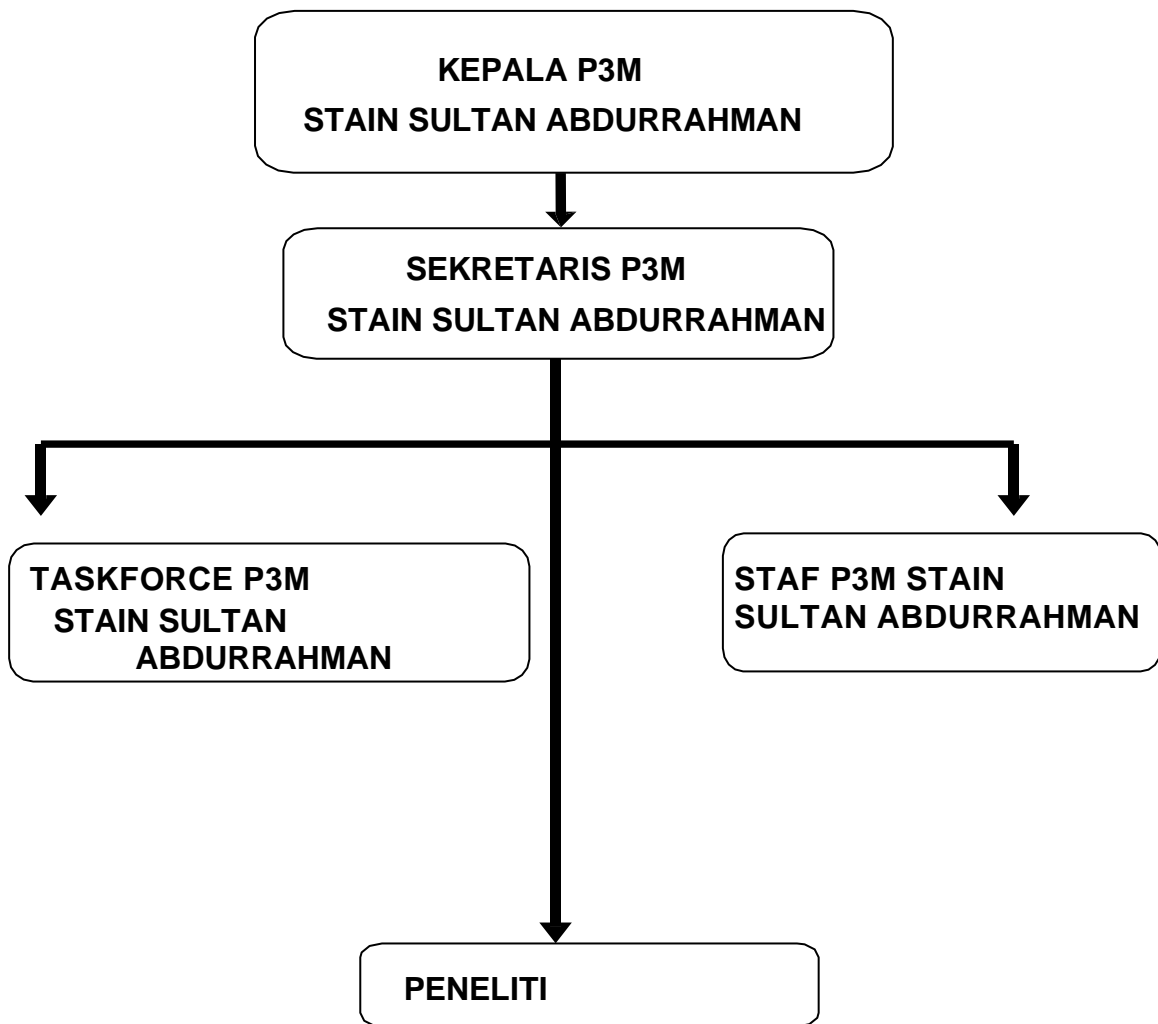 KEPALA P3M
STAIN SULTAN ABDURRAHMAN
SEKRETARIS P3M
STAIN SULTAN ABDURRAHMAN
TASKFORCE P3M
STAIN SULTAN
ABDURRAHMAN
STAF P3M STAIN
SULTAN ABDURRAHMAN
PENELITI